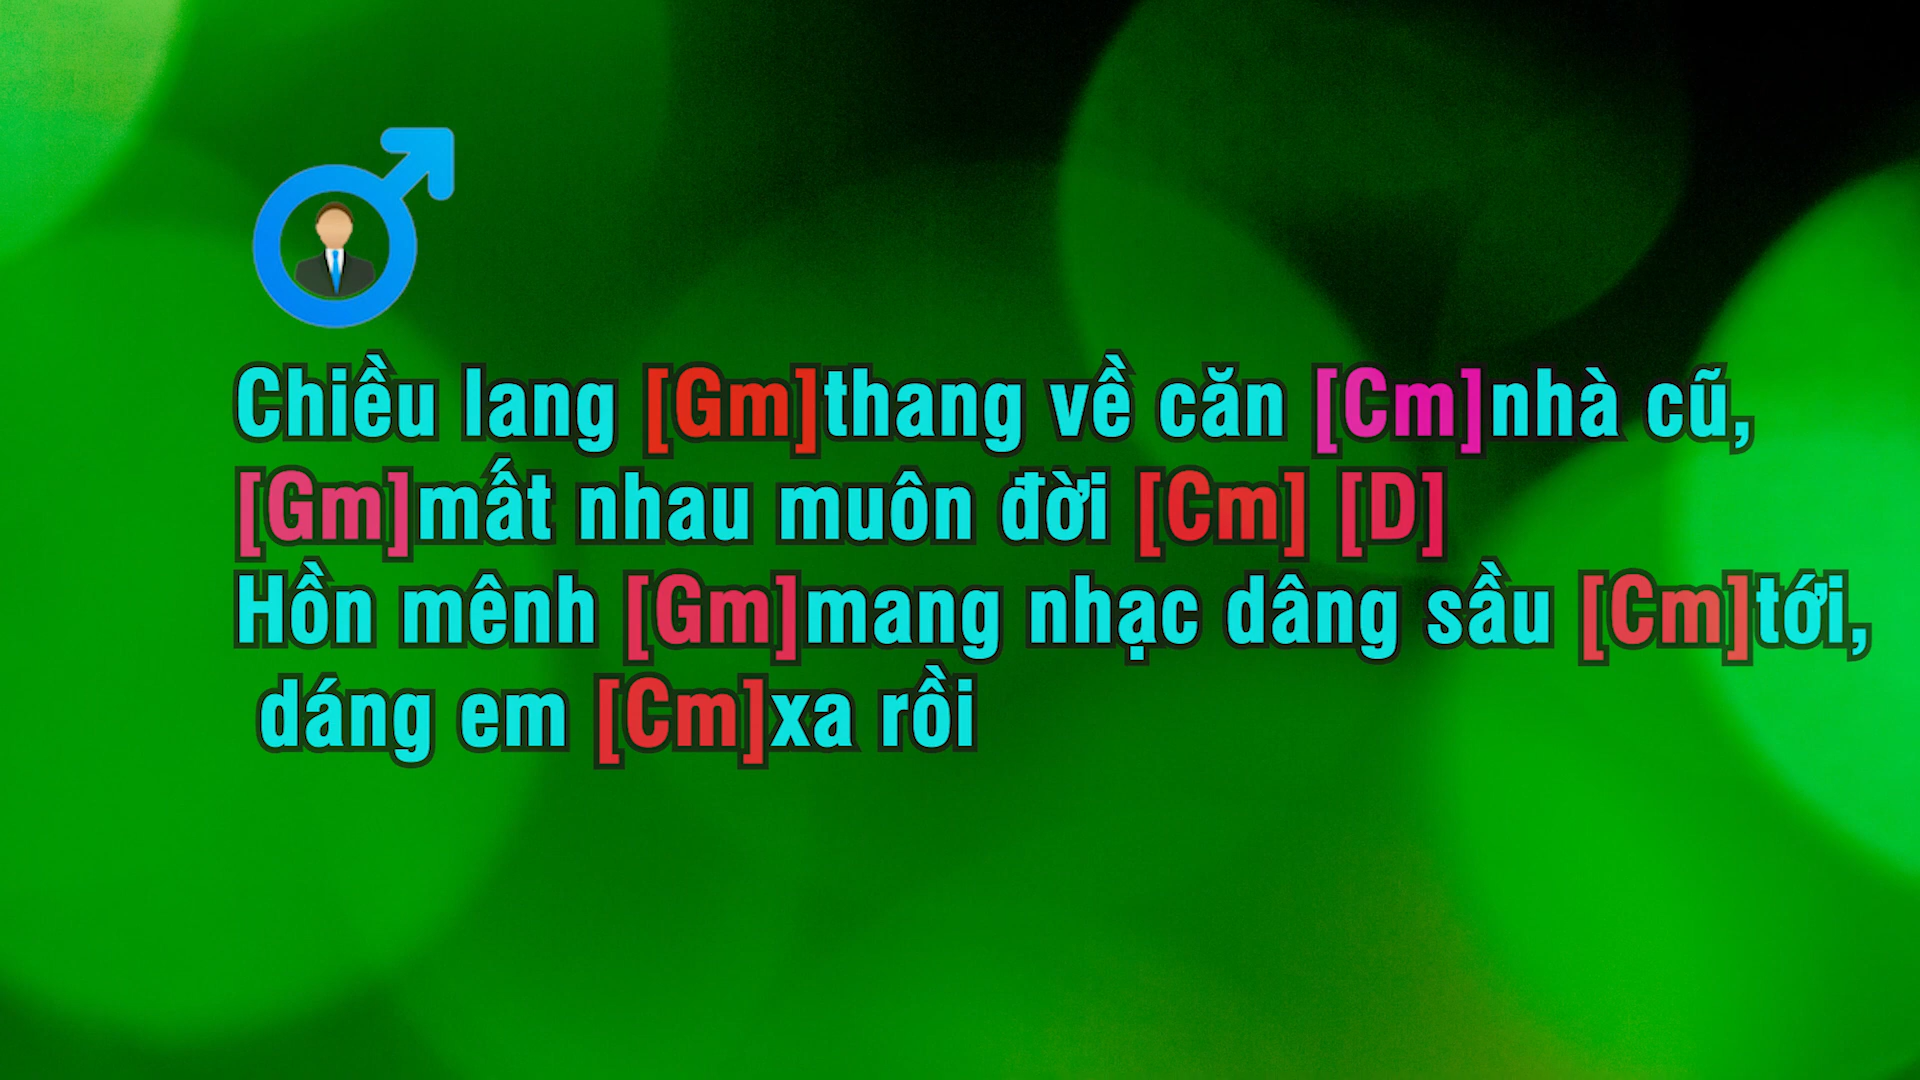 Chiều lang [Gm]thang về căn [Cm]nhà cũ,
[Gm]mất nhau muôn đời [Cm] [D]
Hồn mênh [Gm]mang nhạc dâng sầu [Cm]tới,
dáng em [Cm]xa rồi